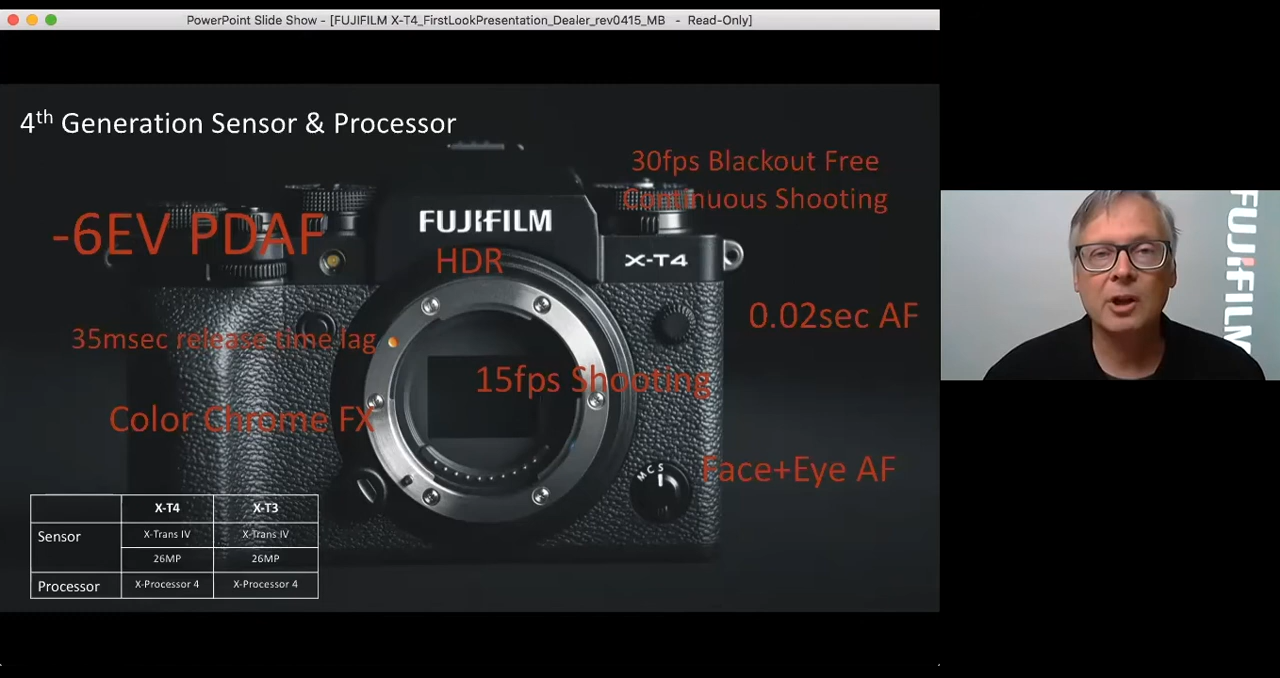 PowerPoint Slide Show - [FUJIFILM X-T4_FirstLookPresentation_Dealer_rev0415_MB - Read-Only]
4th Generation Sensor & Processor
30fps Blackout Free
Continuous Shooting
-6EV PDAF
FUJIFILM
HDR
X-T4
0.02sec AF
35msec release time lag
15fps Shooting
Color Chrome FX
Face+Eye AF
M C S
X-T4 X-T3
Sensor X-Trans IV X-Trans IV
26MP 26MP
Processor X-Processor 4 X-Processor 4
FUJIFILM